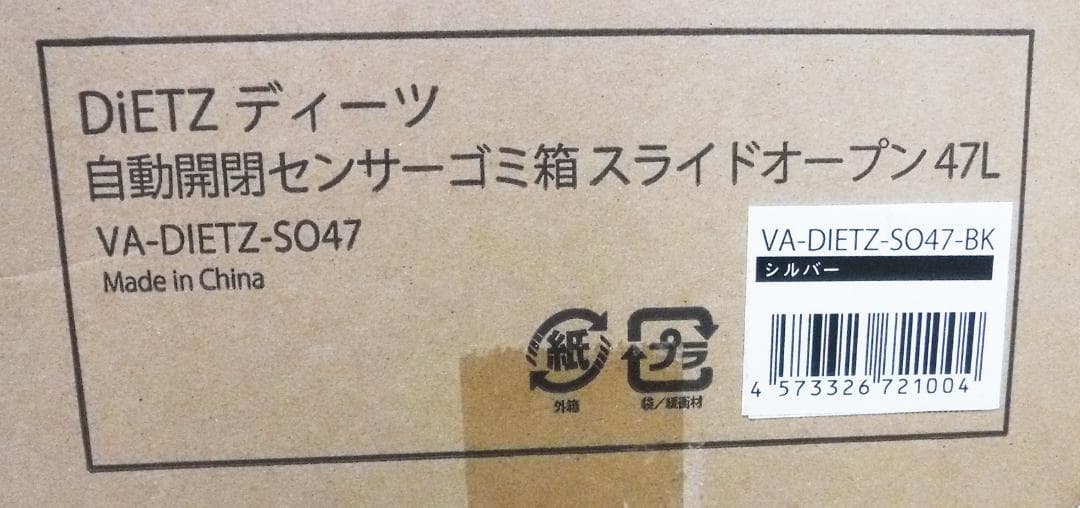 DiETZ ディーツ
自動開閉センサーゴミ箱 スライドオープン 47L
VA-DIETZ-SO47
Made in China
VA-DIETZ-SO47-BK
シルバー
紙
外箱
プラ
袋/緩衝材
4 573326 721004